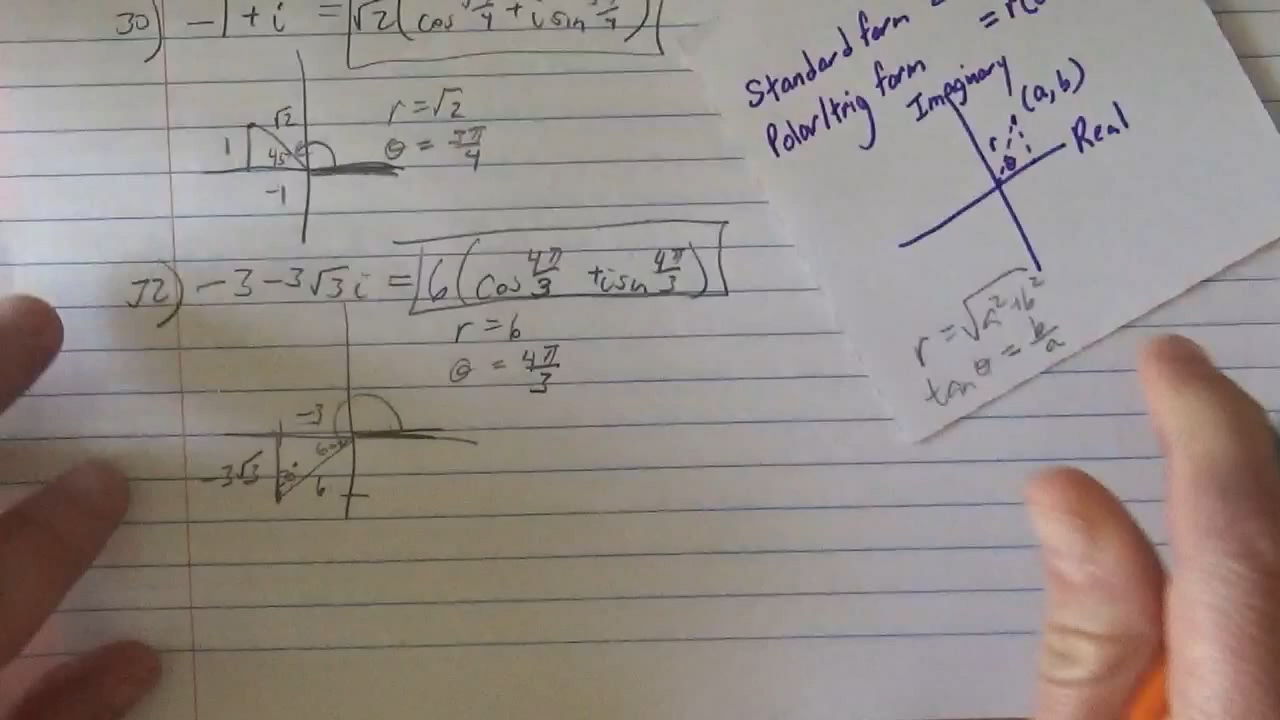 30) -1 + i = √2 (cos 3π/4 + i sin 3π/4)
√2
1
45°
-1
r = √2
θ = 3π/4
32) -3 - 3√3 i = 6 (cos 4π/3 + i sin 4π/3)
r = 6
θ = 4π/3
-3
-3√3
30°
6
Standard form
Polar/trig form = r(
Imaginary
(a, b)
r
θ
Real
r = √a² + b²
tan θ = b/a